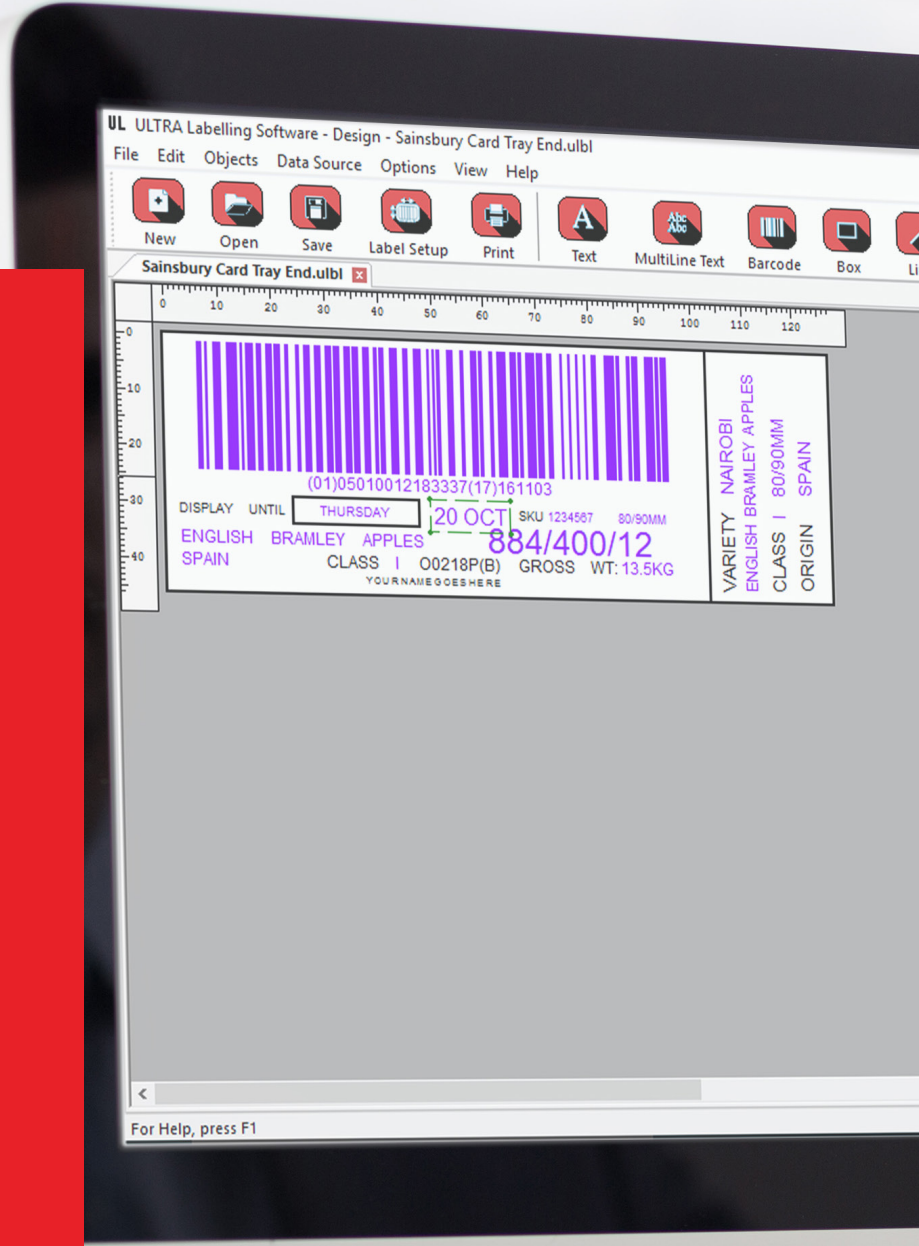 UL ULTRA Labelling Software - Design - Sainsbury Card Tray End.ulbl
File Edit Objects Data Source Options View Help
New Open Save Label Setup Print Text MultiLine Text Barcode Box Li
Sainsbury Card Tray End.ulbl x
0 10 20 30 40 50 60 70 80 90 100 110 120
0
10
20
30
40
(01)05010012183337(17)161103
DISPLAY UNTIL THURSDAY 20 OCT SKU 1234567 80/90MM
ENGLISH BRAMLEY APPLES 884/400/12
SPAIN CLASS I O0218P(B) GROSS WT: 13.5KG
YOURNAMEGOESHERE
VARIETY NAIROBI
ENGLISH BRAMLEY APPLES
CLASS I 80/90MM
ORIGIN SPAIN
For Help, press F1